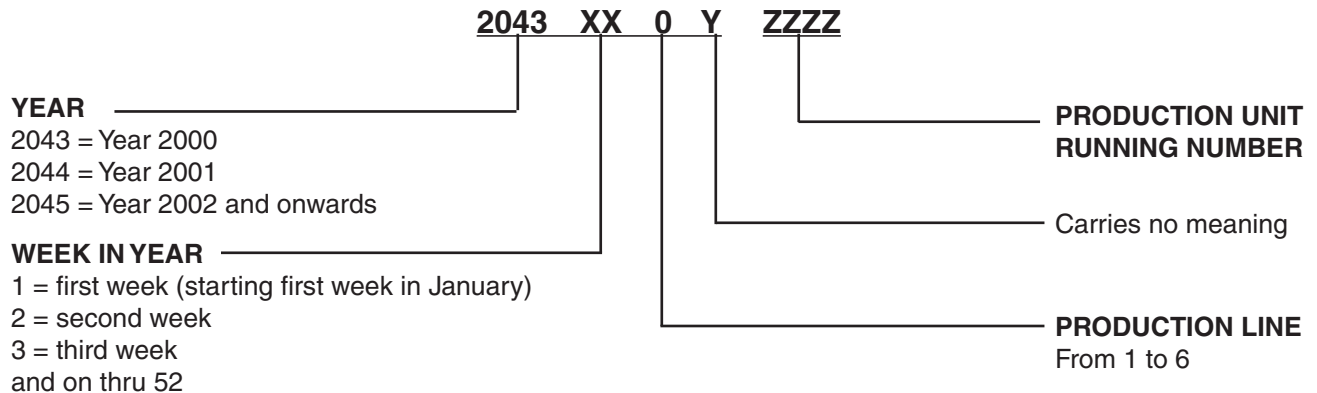 2043 XX 0 Y ZZZZ
YEAR
2043 = Year 2000
2044 = Year 2001
2045 = Year 2002 and onwards
WEEK IN YEAR
1 = first week (starting first week in January)
2 = second week
3 = third week
and on thru 52
PRODUCTION UNIT
RUNNING NUMBER
Carries no meaning
PRODUCTION LINE
From 1 to 6